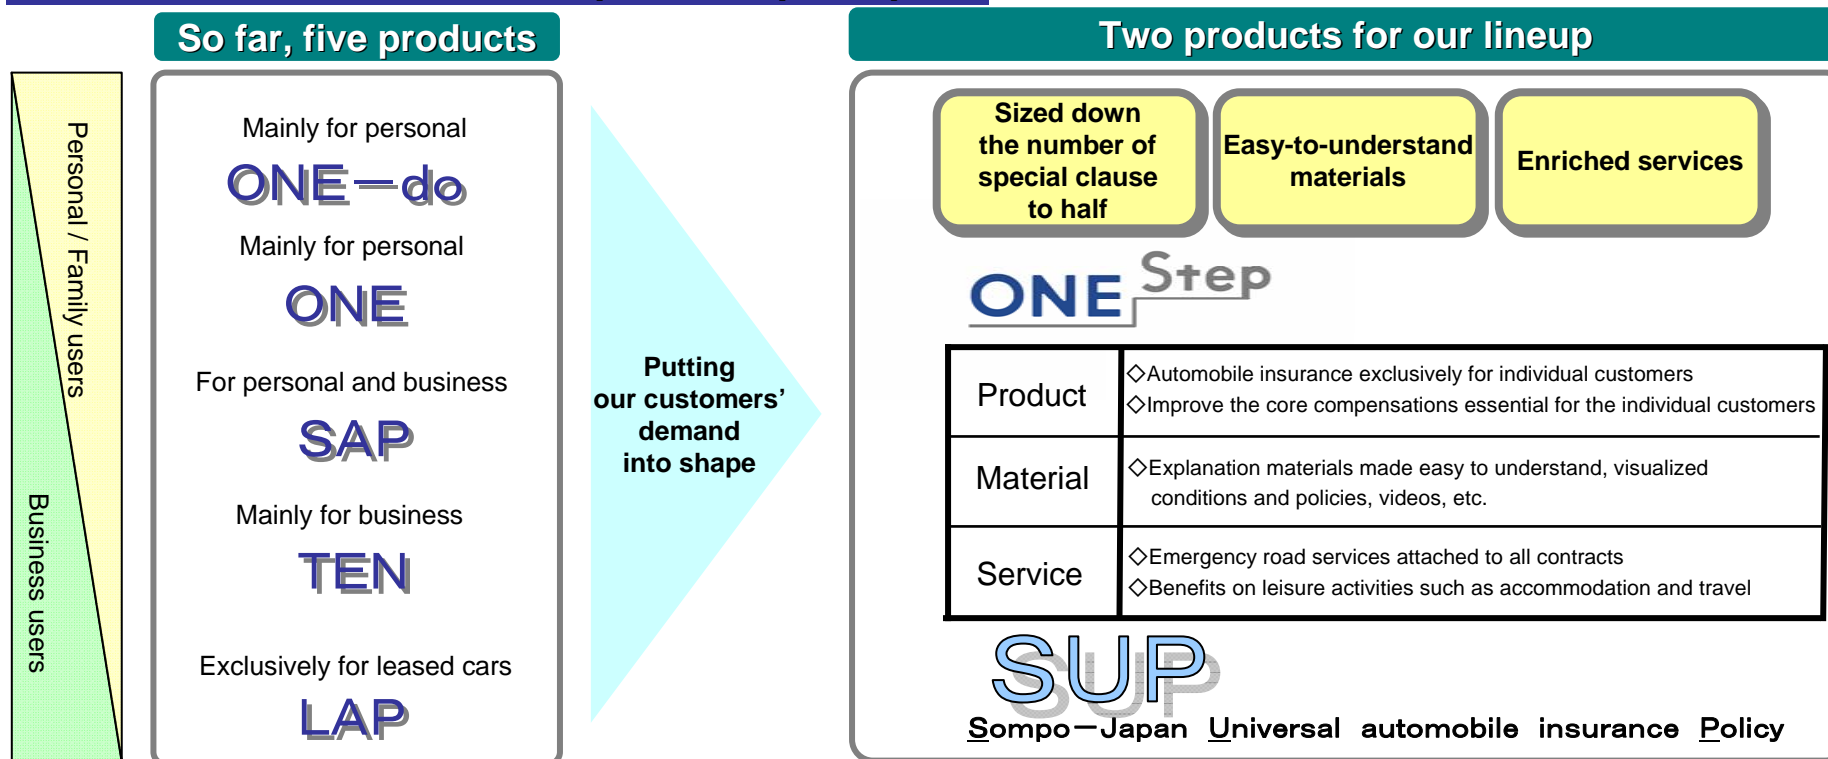 So far, five products
Two products for our lineup
Personal / Family users
Business users
Mainly for personal
ONE－do
Mainly for personal
ONE
For personal and business
SAP
Mainly for business
TEN
Exclusively for leased cars
LAP
Putting
our customers’
demand
into shape
Sized down
the number of
special clause
to half
Easy-to-understand
materials
Enriched services
ONE Step
Product
◇Automobile insurance exclusively for individual customers
◇Improve the core compensations essential for the individual customers
Material
◇Explanation materials made easy to understand, visualized
conditions and policies, videos, etc.
Service
◇Emergency road services attached to all contracts
◇Benefits on leisure activities such as accommodation and travel
SUP
Sompo－Japan Universal automobile insurance Policy